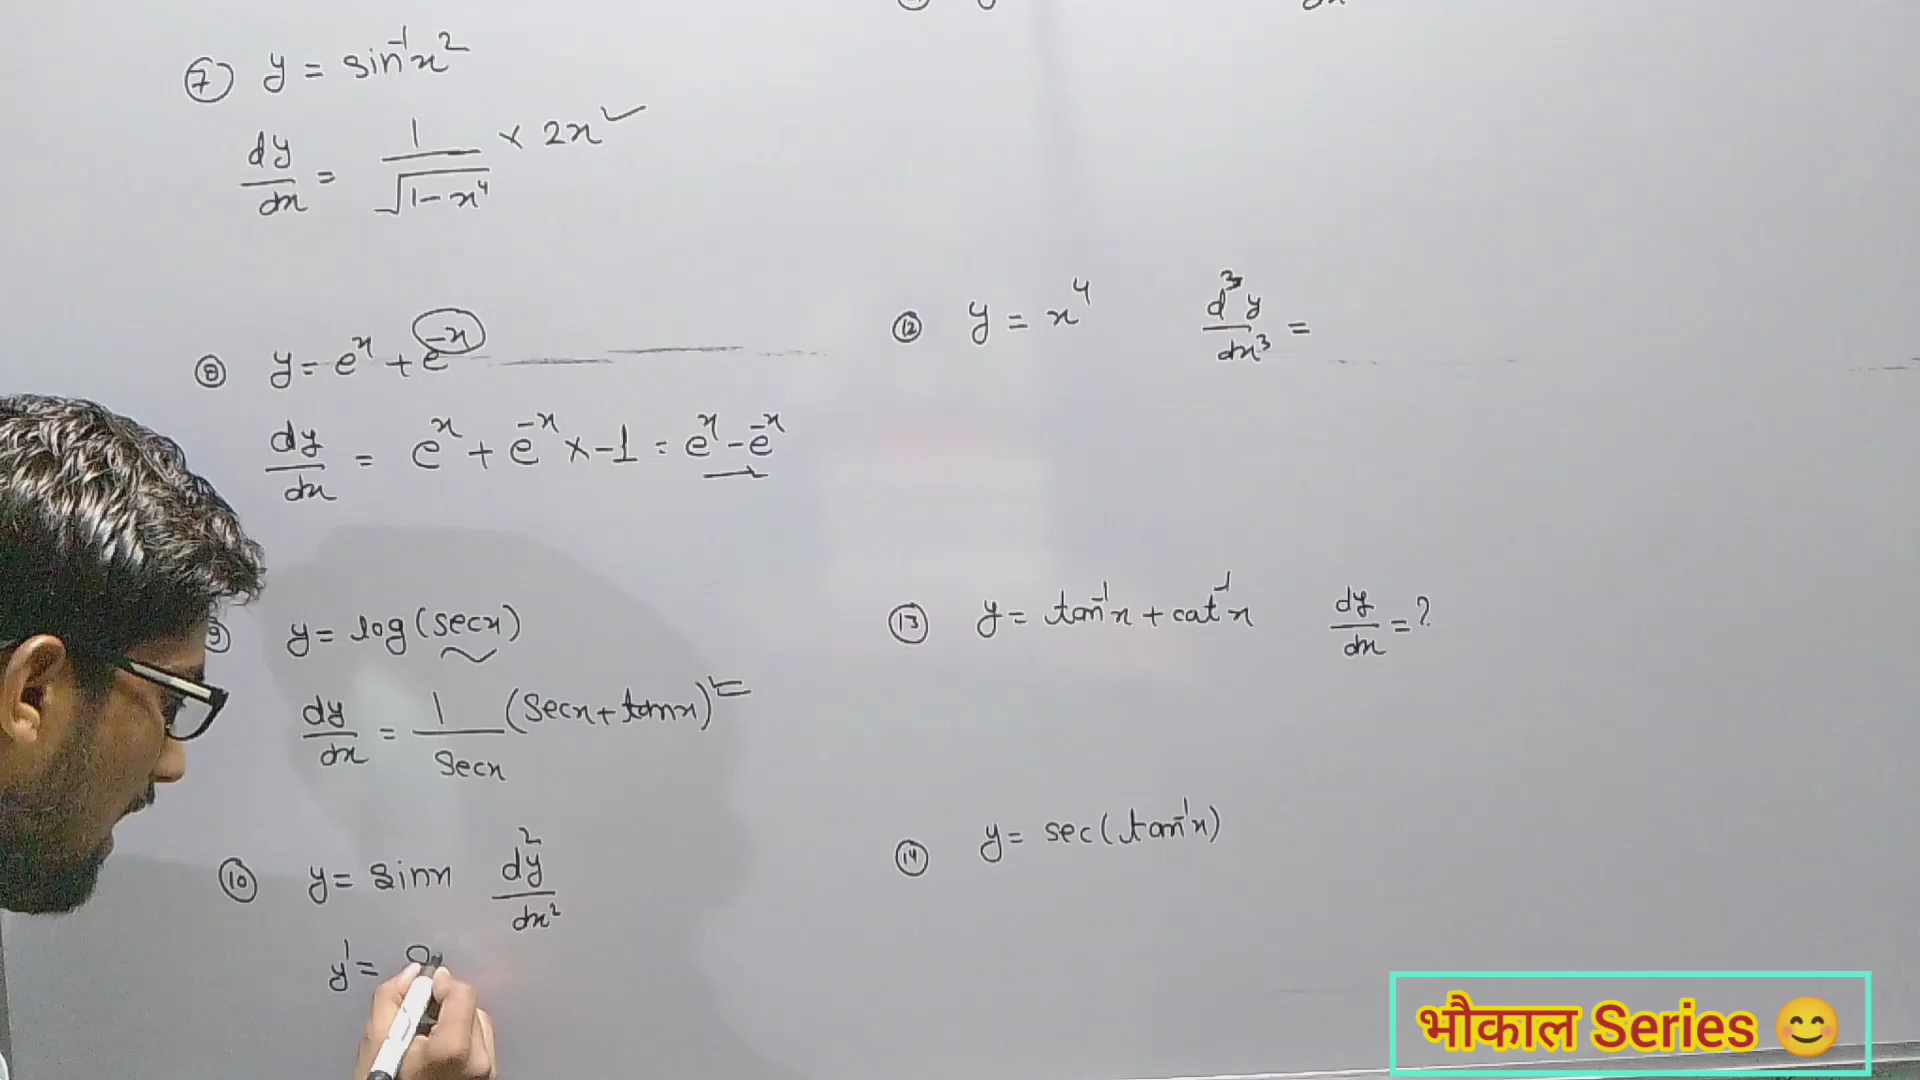 ⑦ y = sin⁻¹x²
dy/dx = 1/√(1-x⁴) × 2x
⑧ y = eˣ + e⁻ˣ
dy/dx = eˣ + e⁻ˣ × -1 = eˣ - e⁻ˣ
9 y = log(secx)
dy/dx = 1/secx (secx + tanx)
⑩ y = sinx d²y/dx²
y' =
⑫ y = x⁴ d³y/dx³ =
⑬ y = tan⁻¹x + cat⁻¹x dy/dx = ?
⑭ y = sec(tan⁻¹x)
भौकाल Series 😊